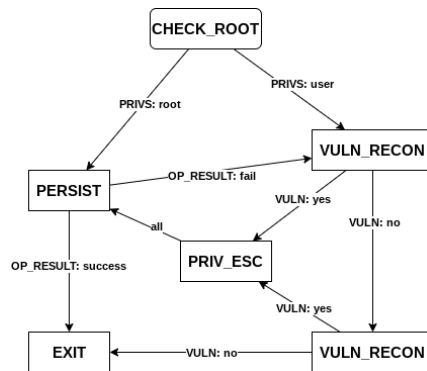 CHECK_ROOT
PRIVS: root
PRIVS: user
VULN_RECON
OP_RESULT: fail
PERSIST
VULN: yes
VULN: no
all
PRIV_ESC
OP_RESULT: success
VULN: yes
EXIT
VULN: no
VULN_RECON